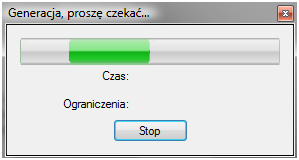 Generacja, proszę czekać...
Czas:
Ograniczenia:
Stop